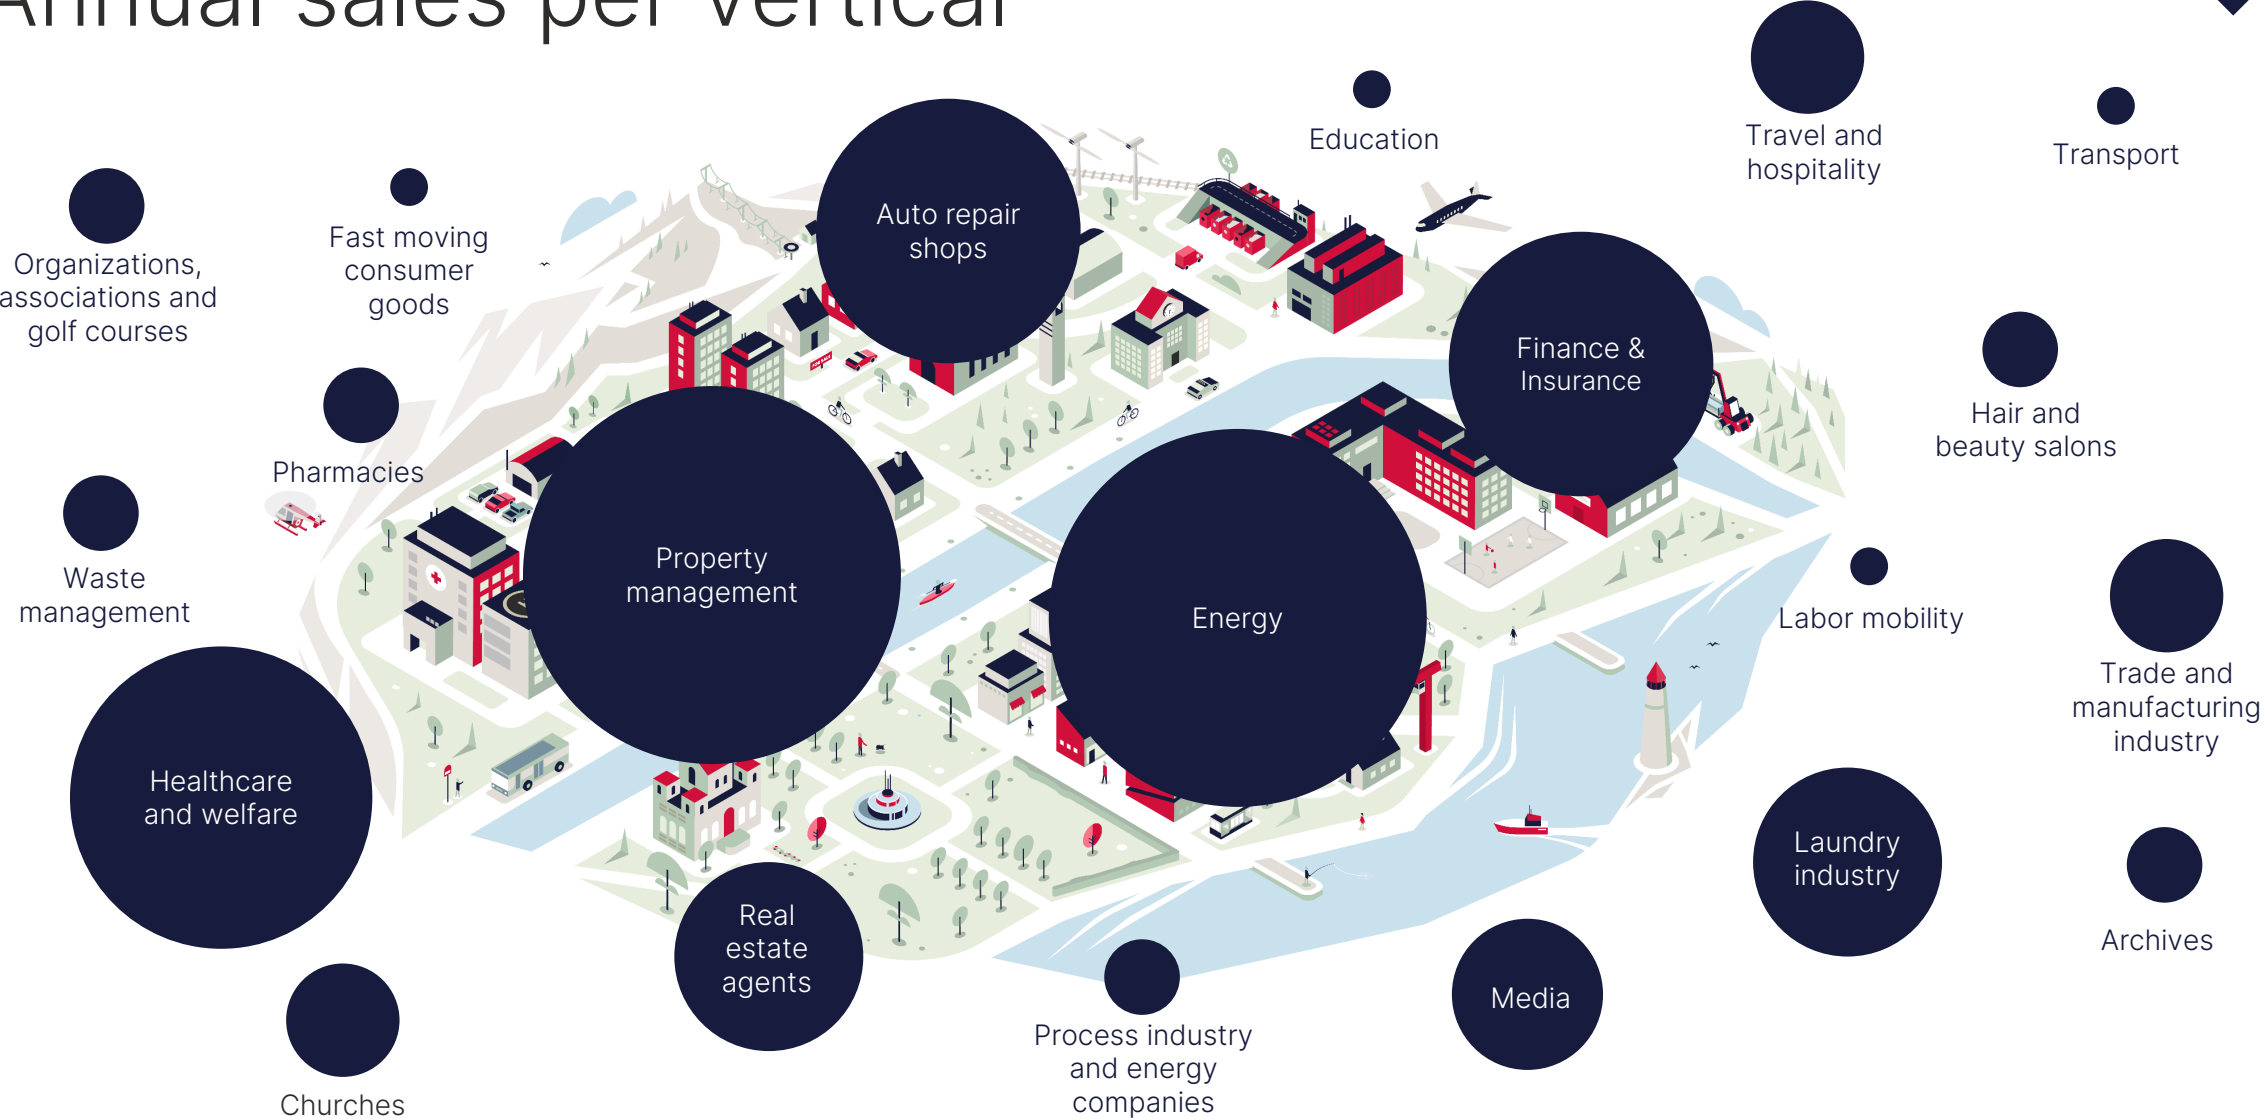 Annual sales per vertical
Education
Travel and
hospitality
Transport
Organizations,
associations and
golf courses
Fast moving
consumer
goods
Auto repair
shops
Finance &
Insurance
Hair and
beauty salons
Pharmacies
Waste
management
Property
management
Energy
Labor mobility
Trade and
manufacturing
industry
Healthcare
and welfare
Laundry
industry
Archives
Real
estate
agents
Media
Process industry
and energy
companies
Churches